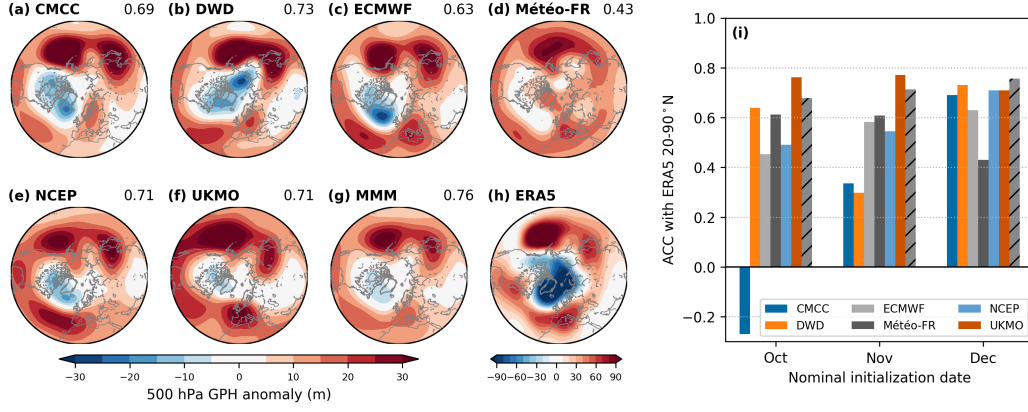 (a) CMCC 0.69
(b) DWD 0.73
(c) ECMWF 0.63
(d) Météo-FR 0.43
(e) NCEP 0.71
(f) UKMO 0.71
(g) MMM 0.76
(h) ERA5
−30 −20 −10 0 10 20 30
500 hPa GPH anomaly (m)
−90 −60 −30 0 30 60 90
(i)
ACC with ERA5 20-90°N
1.0
0.8
0.6
0.4
0.2
0.0
−0.2
CMCC ECMWF NCEP
DWD Météo-FR UKMO
Oct Nov Dec
Nominal initialization date